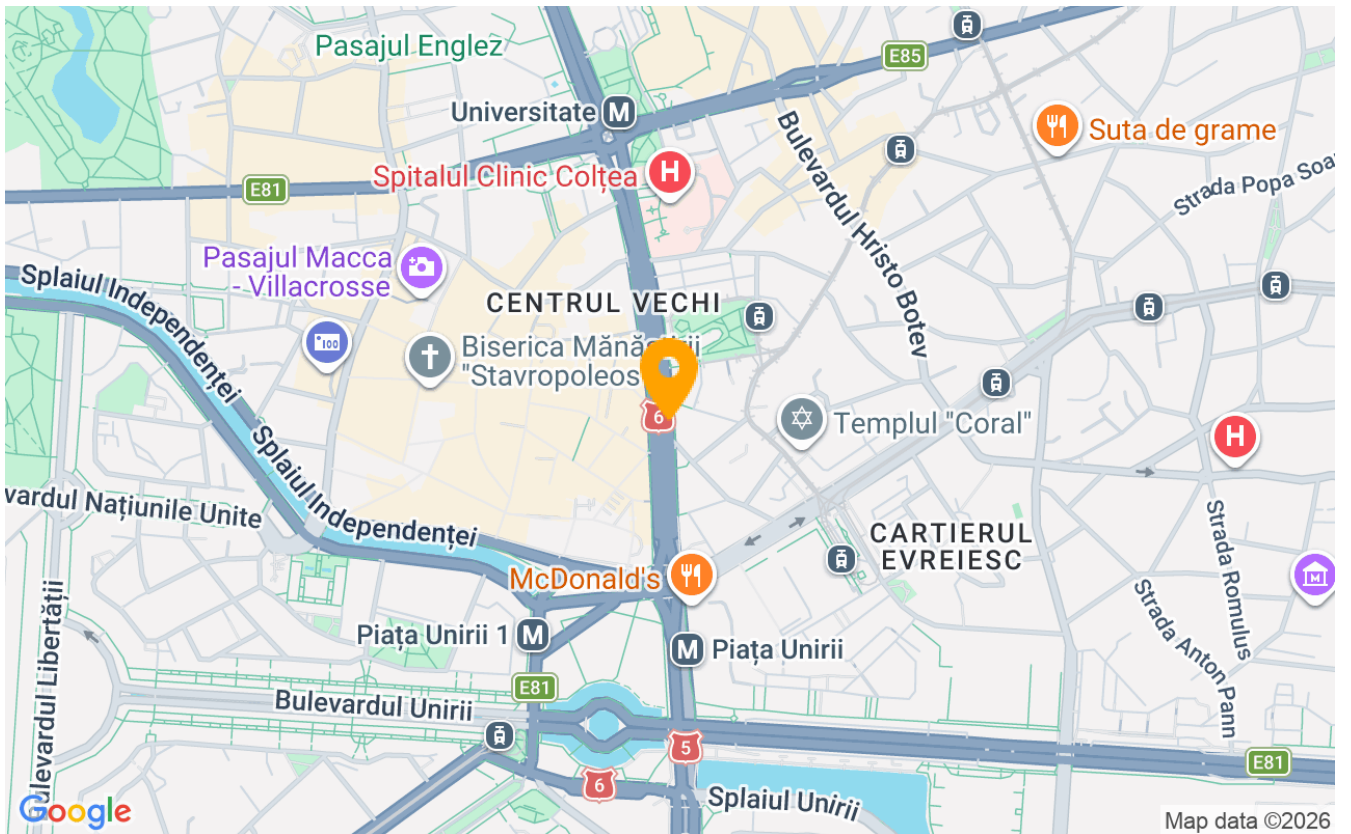 Pasajul Englez
E85
Universitate M
Suta de grame
Spitalul Clinic Colțea H
E81
Strada Popa Soar
Bulevardul Hristo Botev
Pasajul Macca
- Villacrosse
Splaiul Independenței
CENTRUL VECHI
100
Biserica Mănăstirii
"Stavropoleos
6
Templul "Coral"
H
Splaiul Independenței
vardul Națiunile Unite
CARTIERUL
EVREIESC
Strada Romulus
McDonald's
M
Strada Anton Pann
Piața Unirii 1 M
M Piața Unirii
Bulevardul Libertății
E81
Bulevardul Unirii
5
E81
6
Splaiul Unirii
Google
Map data ©2026